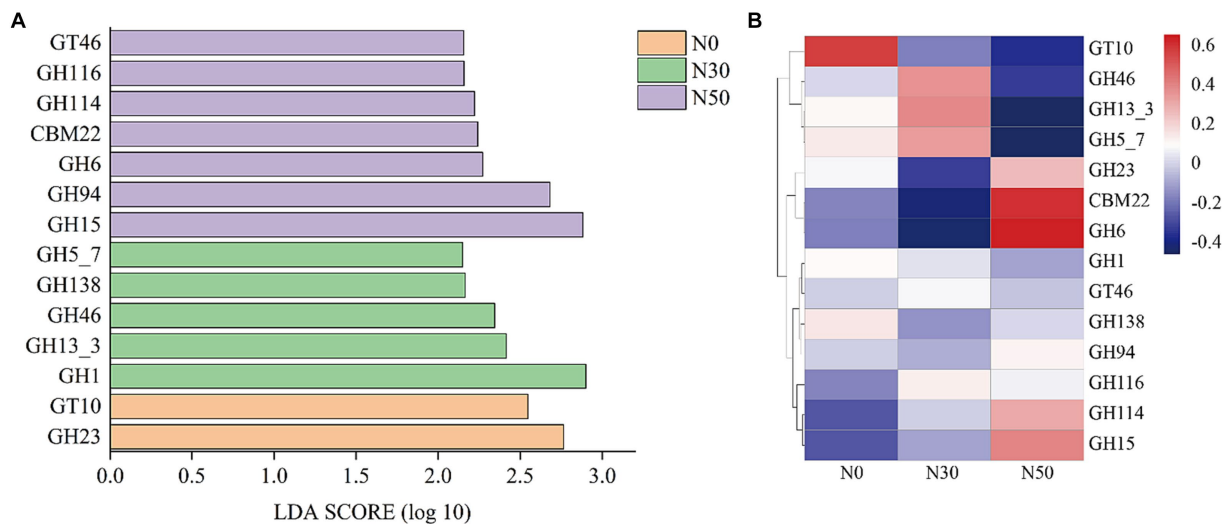 A
GT46
GH116
GH114
CBM22
GH6
GH94
GH15
GH5_7
GH138
GH46
GH13_3
GH1
GT10
GH23
0.0 0.5 1.0 1.5 2.0 2.5 3.0
LDA SCORE (log 10)
N0
N30
N50
B
GT10
GH46
GH13_3
GH5_7
GH23
CBM22
GH6
GH1
GT46
GH138
GH94
GH116
GH114
GH15
N0 N30 N50
0.6
0.4
0.2
0
-0.2
-0.4